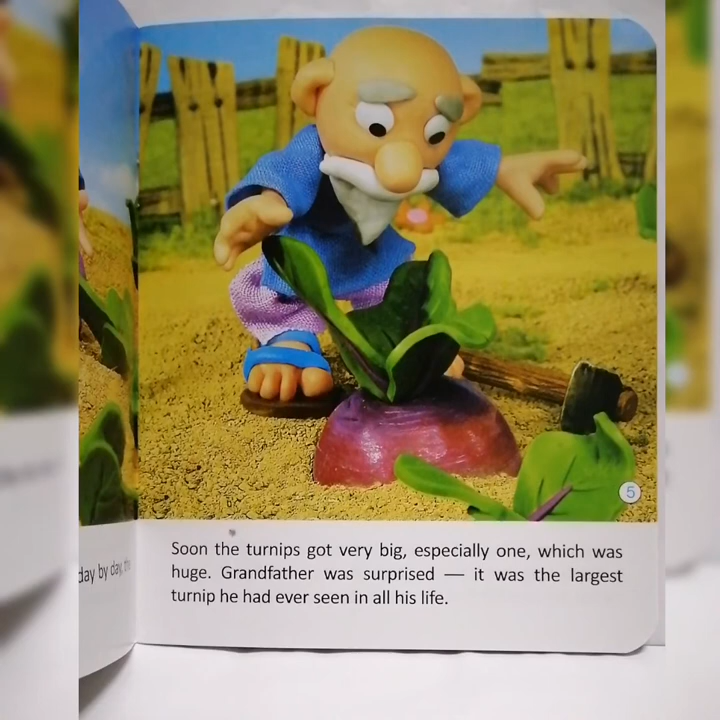 5
day by day, the
Soon the turnips got very big, especially one, which was
huge. Grandfather was surprised — it was the largest
turnip he had ever seen in all his life.